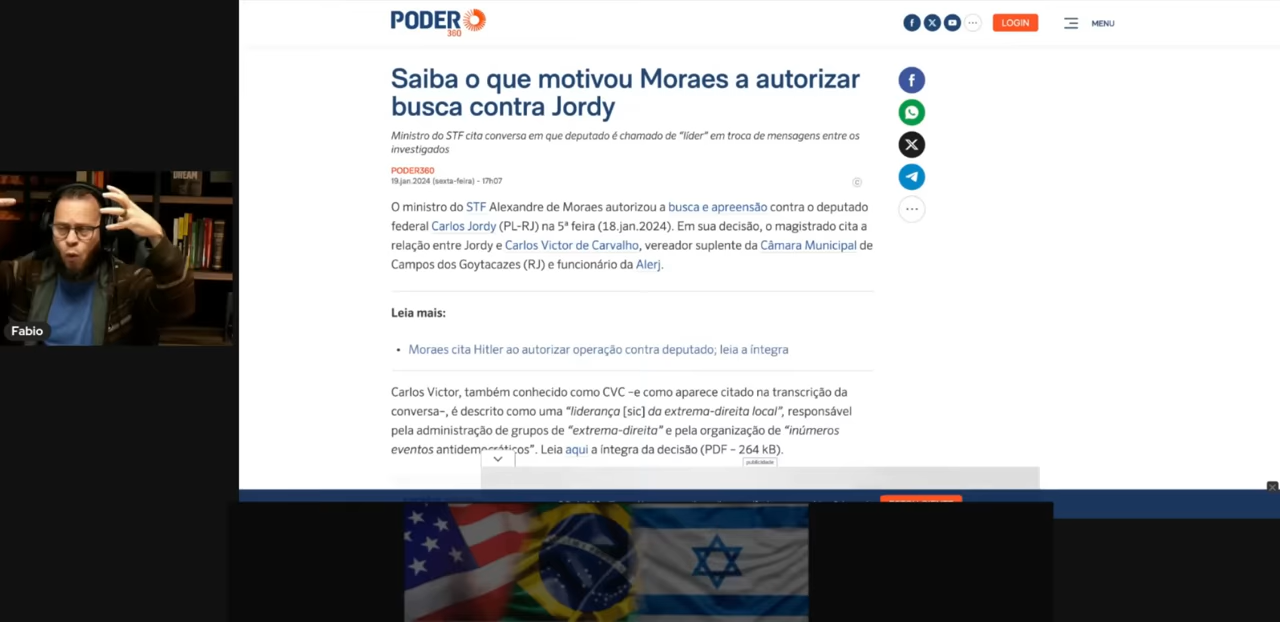 PODER
360
LOGIN
MENU
Saiba o que motivou Moraes a autorizar
busca contra Jordy
Ministro do STF cita conversa em que deputado é chamado de “líder” em troca de mensagens entre os
investigados
PODER360
19.jan.2024 (sexta-feira) - 17h07
O ministro do STF Alexandre de Moraes autorizou a busca e apreensão contra o deputado
federal Carlos Jordy (PL-RJ) na 5ª feira (18.jan.2024). Em sua decisão, o magistrado cita a
relação entre Jordy e Carlos Victor de Carvalho, vereador suplente da Câmara Municipal de
Campos dos Goytacazes (RJ) e funcionário da Alerj.
Leia mais:
• Moraes cita Hitler ao autorizar operação contra deputado; leia a íntegra
Carlos Victor, também conhecido como CVC –e como aparece citado na transcrição da
conversa–, é descrito como uma “liderança [sic] da extrema-direita local”, responsável
pela administração de grupos de “extrema-direita” e pela organização de “inúmeros
eventos antidemocráticos”. Leia aqui a íntegra da decisão (PDF – 264 kB).
publicidade
DREAM
Fabio